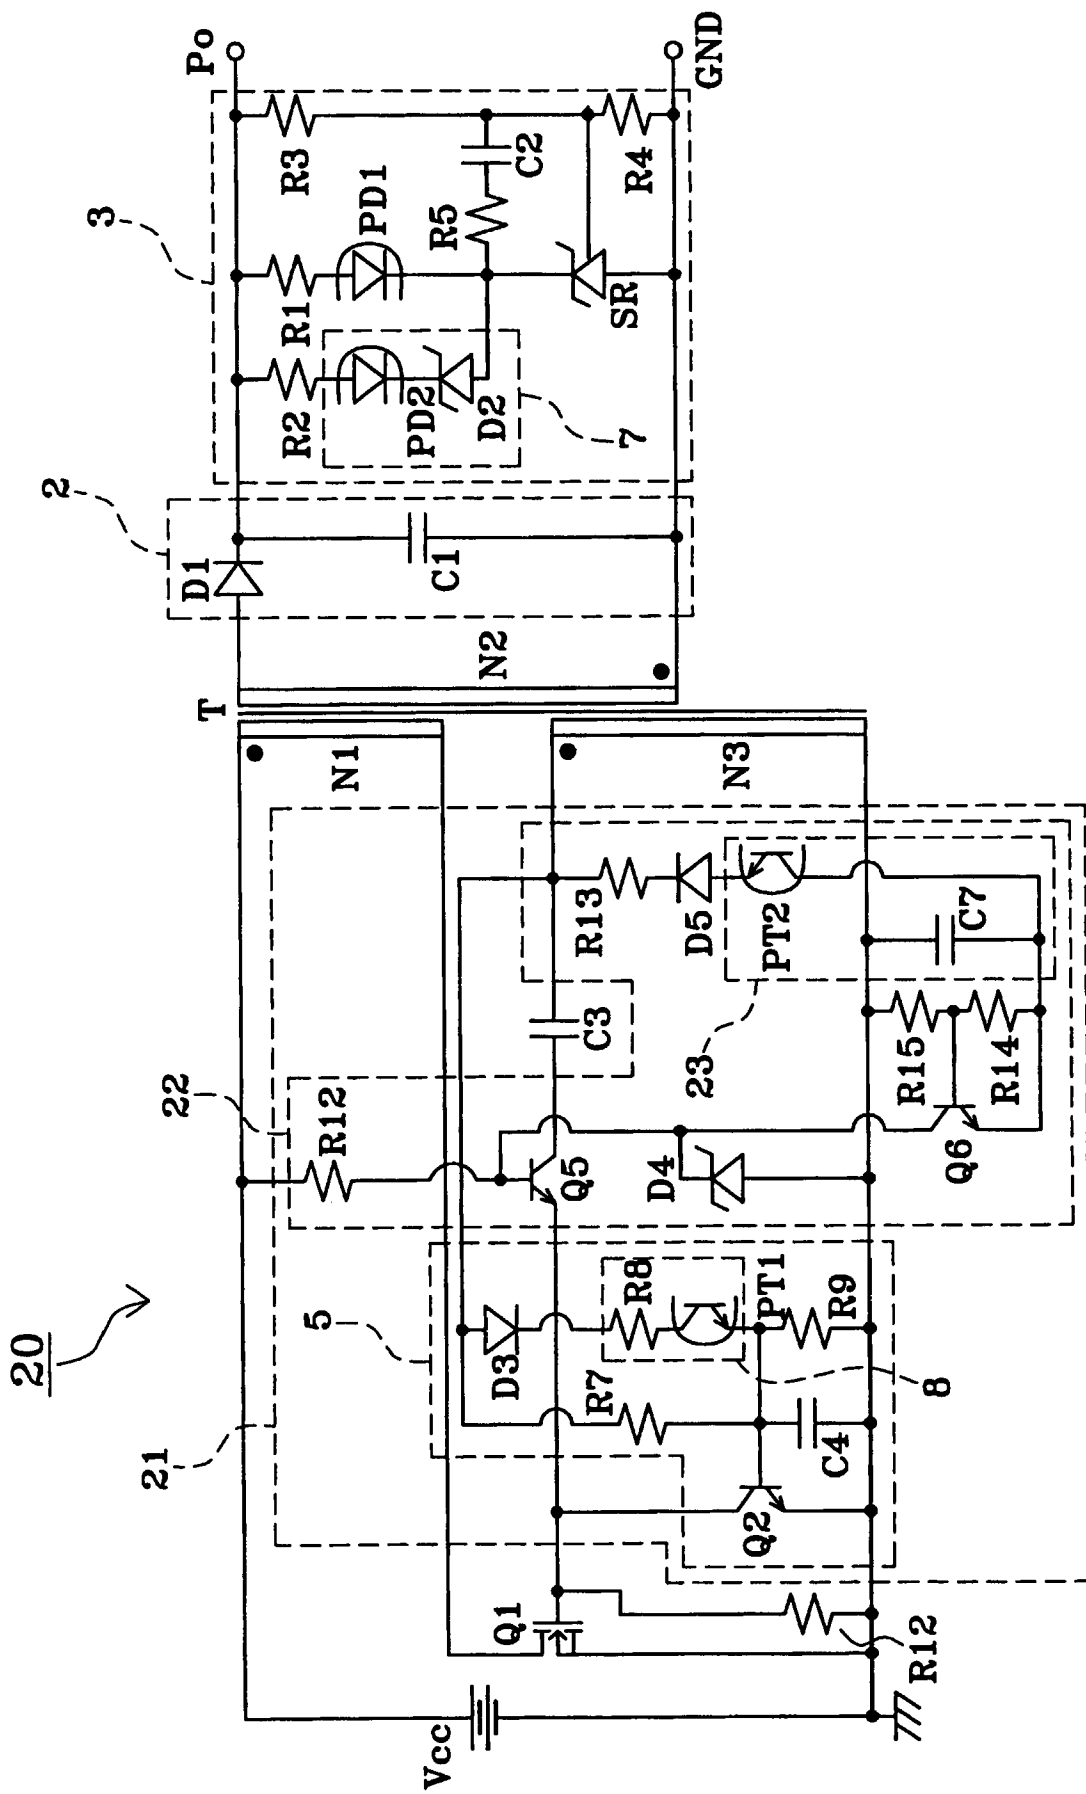 20
21
22
5
T
2
3
Po
R12
N1
D1
R2
R1
R3
PD1
PD2
D2
7
R5
C2
C1
N2
SR
R4
GND
Vcc
Q1
Q5
C3
R13
N3
D3
R8
R7
PT1
D4
D5
PT2
23
Q2
C4
R9
8
R12
Q6
R15
R14
C7